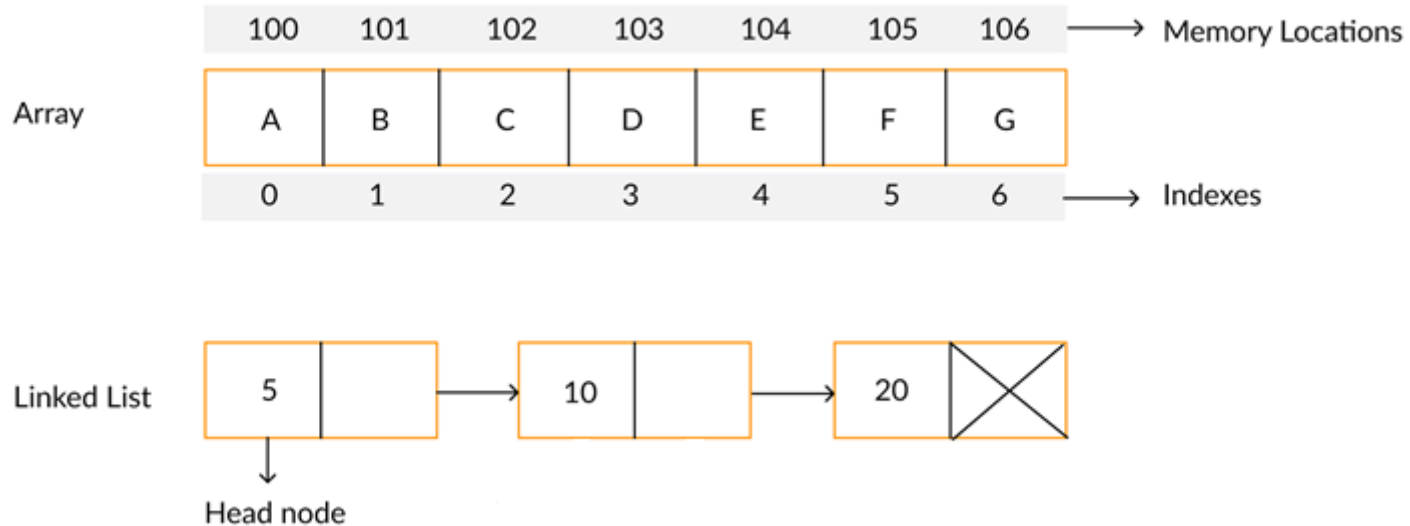 100 101 102 103 104 105 106 Memory Locations
Array A B C D E F G
0 1 2 3 4 5 6 Indexes
Linked List 5 10 20
Head node